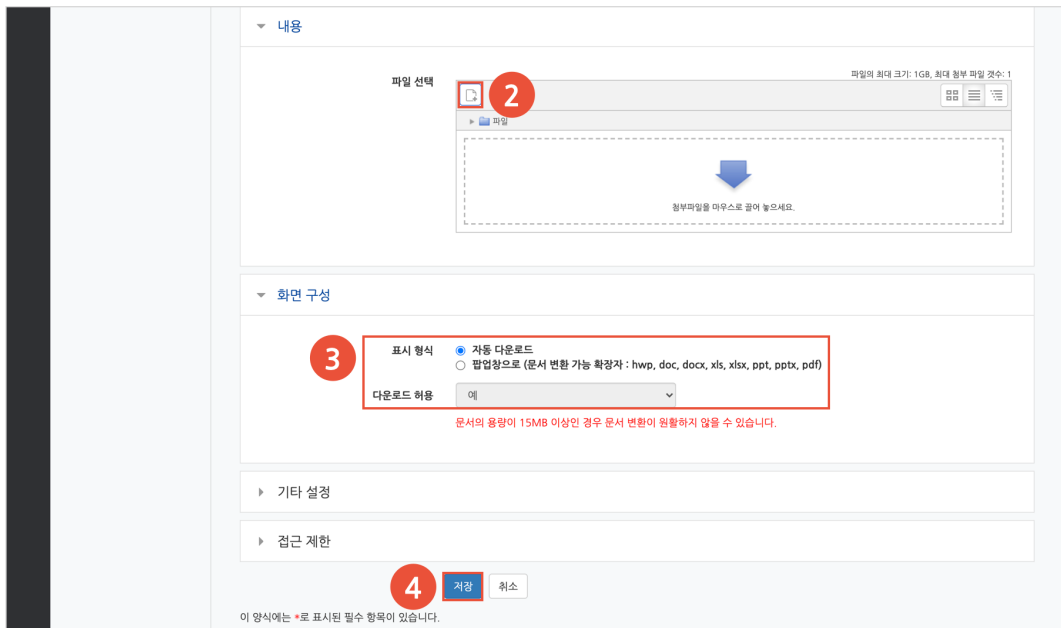 내용
파일의 최대 크기: 1GB, 최대 첨부 파일 갯수: 1
파일 선택
2
파일
첨부파일을 마우스로 끌어 놓으세요.
화면 구성
3
표시 형식
자동 다운로드
팝업창으로 (문서 변환 가능 확장자 : hwp, doc, docx, xls, xlsx, ppt, pptx, pdf)
다운로드 허용
예
문서의 용량이 15MB 이상인 경우 문서 변환이 원활하지 않을 수 있습니다.
기타 설정
접근 제한
4
저장
취소
이 양식에는 *로 표시된 필수 항목이 있습니다.